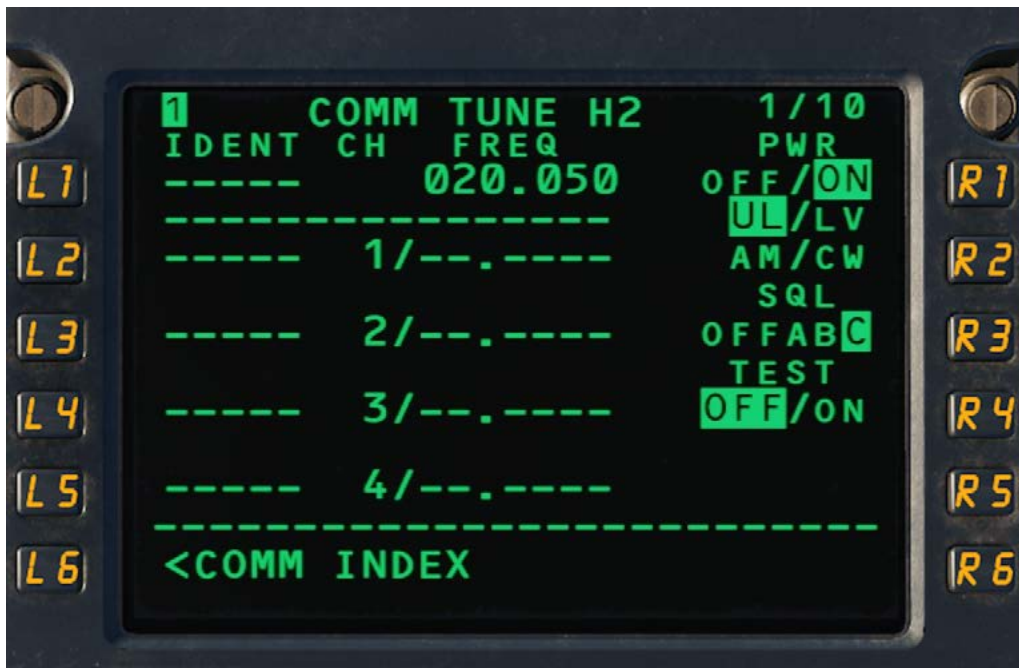 1 COMM TUNE H2 1/10
IDENT CH FREQ PWR
L1 ----- 020.050 OFF/ON R1
----------------- UL/LV
L2 ----- 1/--.---- AM/CW R2
SQL
L3 ----- 2/--.---- OFFABC R3
TEST
L4 ----- 3/--.---- OFF/ON R4
L5 ----- 4/--.---- R5
---------------------------
L6 <COMM INDEX R6